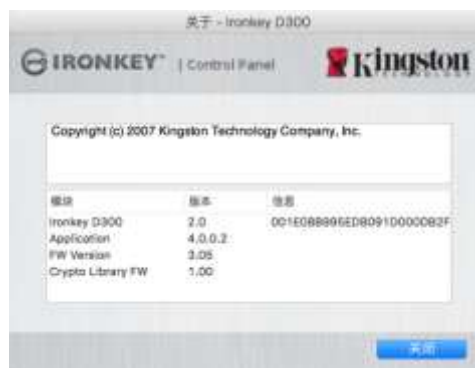 关于 - Ironkey D300
IRONKEY™ | Control Panel
Kingston
TECHNOLOGY
Copyright (c) 2007 Kingston Technology Company, Inc.
模块 版本 信息
Ironkey D300 2.0
Application 4.0.0.2
FW Version 3.05
Crypto Library FW 1.00
关闭